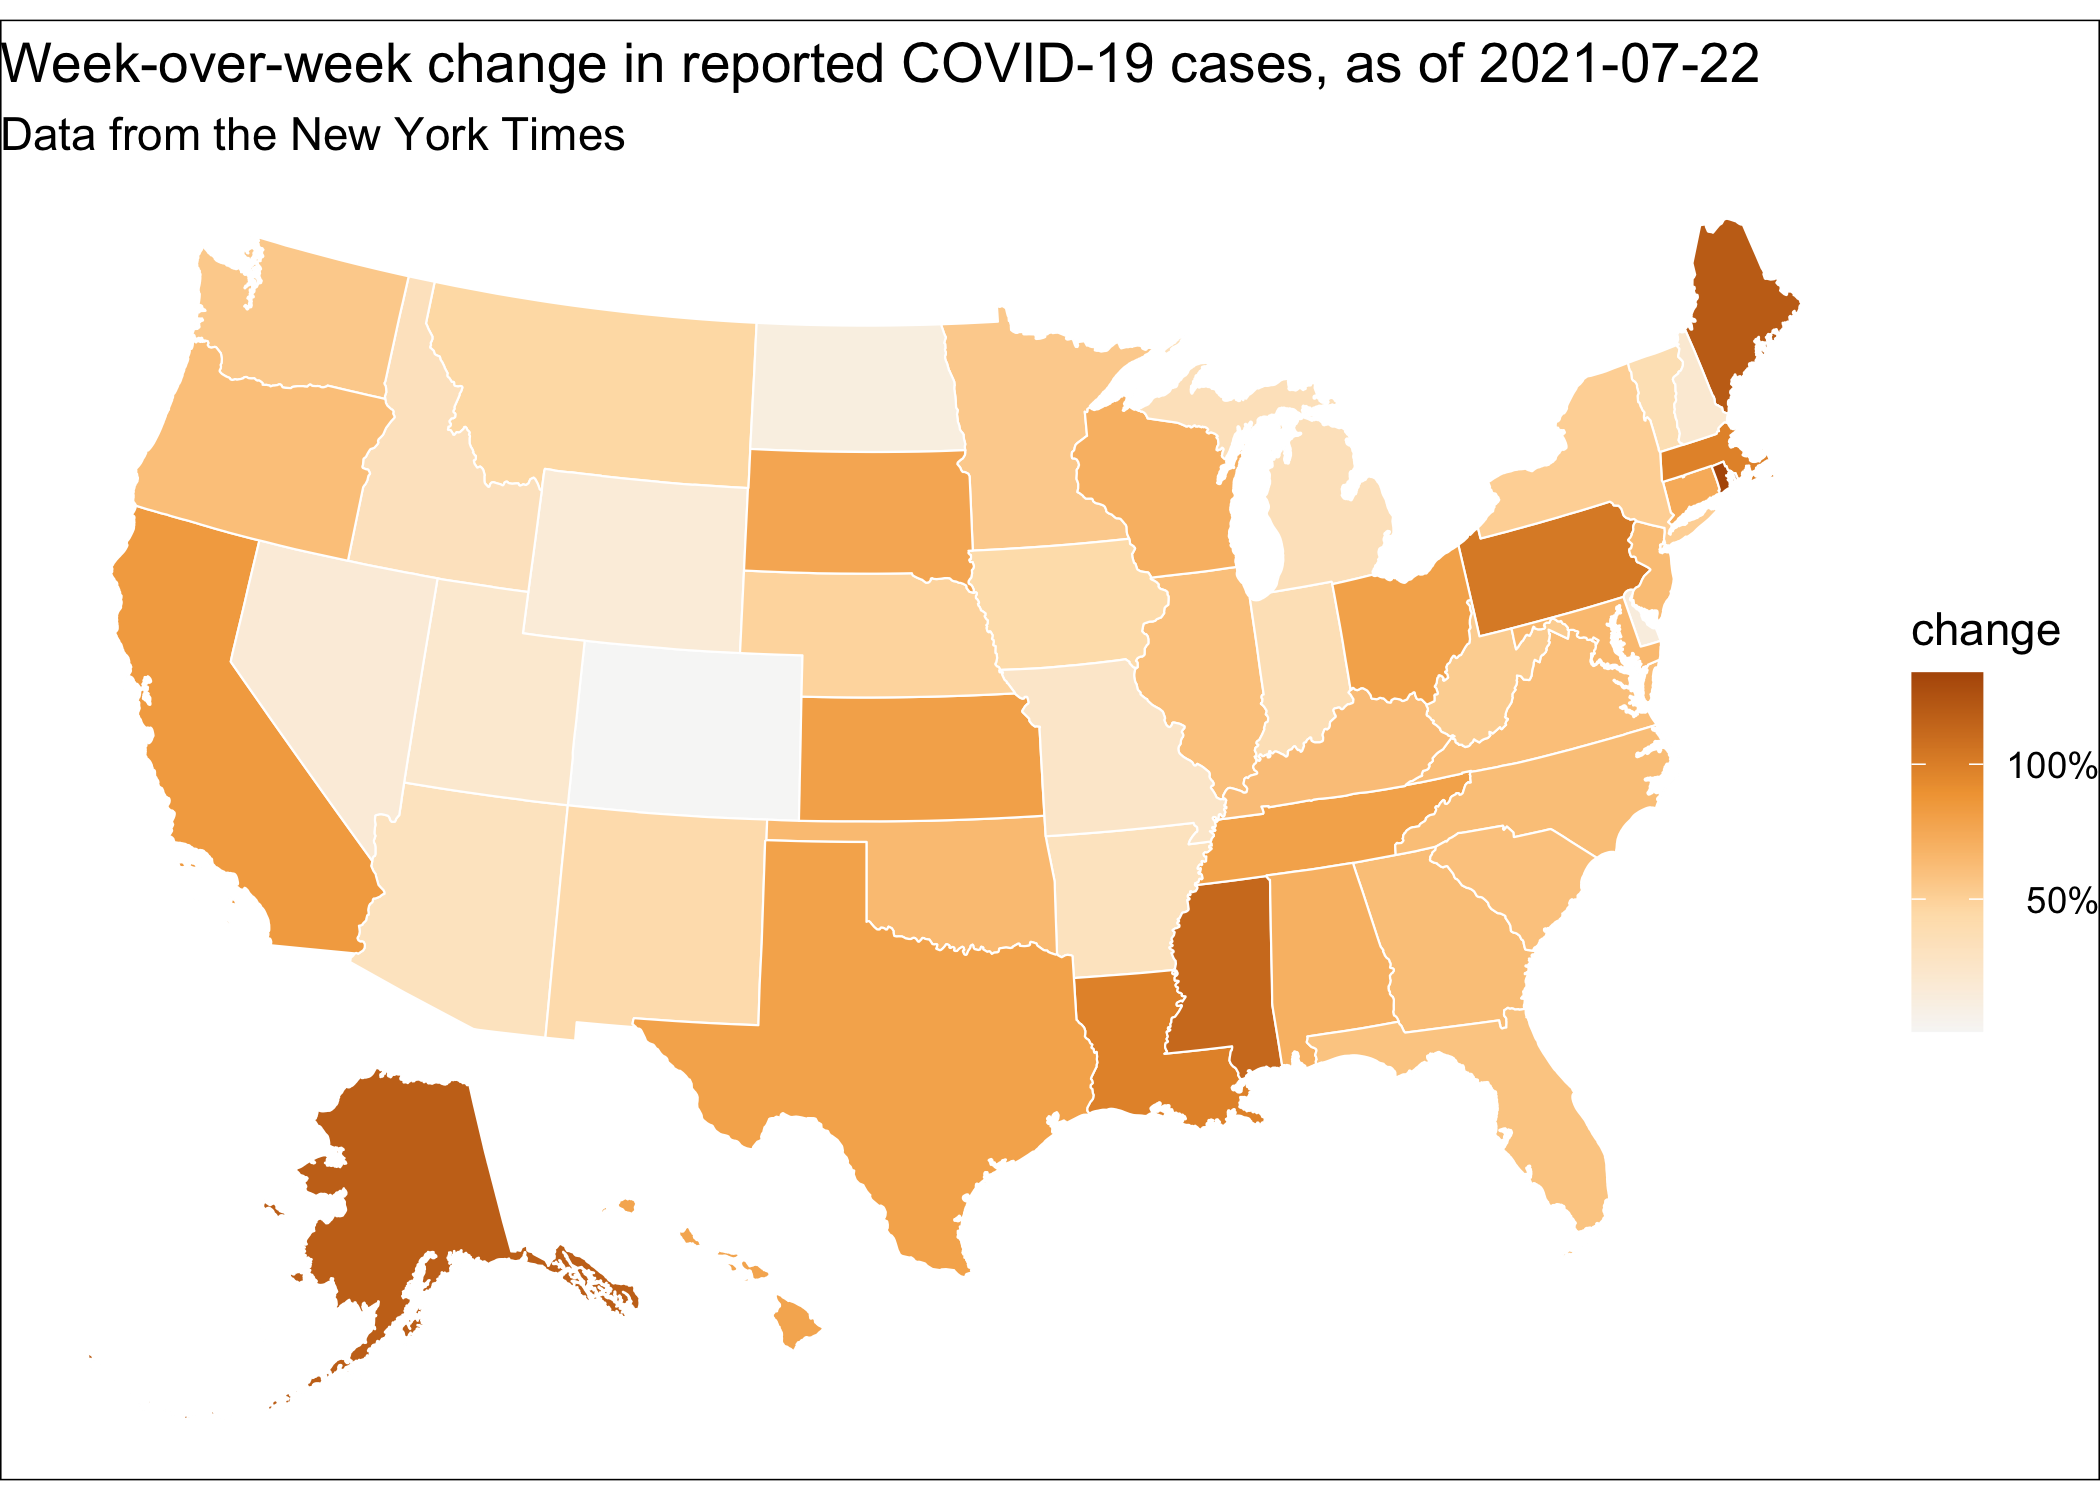 Week-over-week change in reported COVID-19 cases, as of 2021-07-22
Data from the New York Times
change
100%
50%